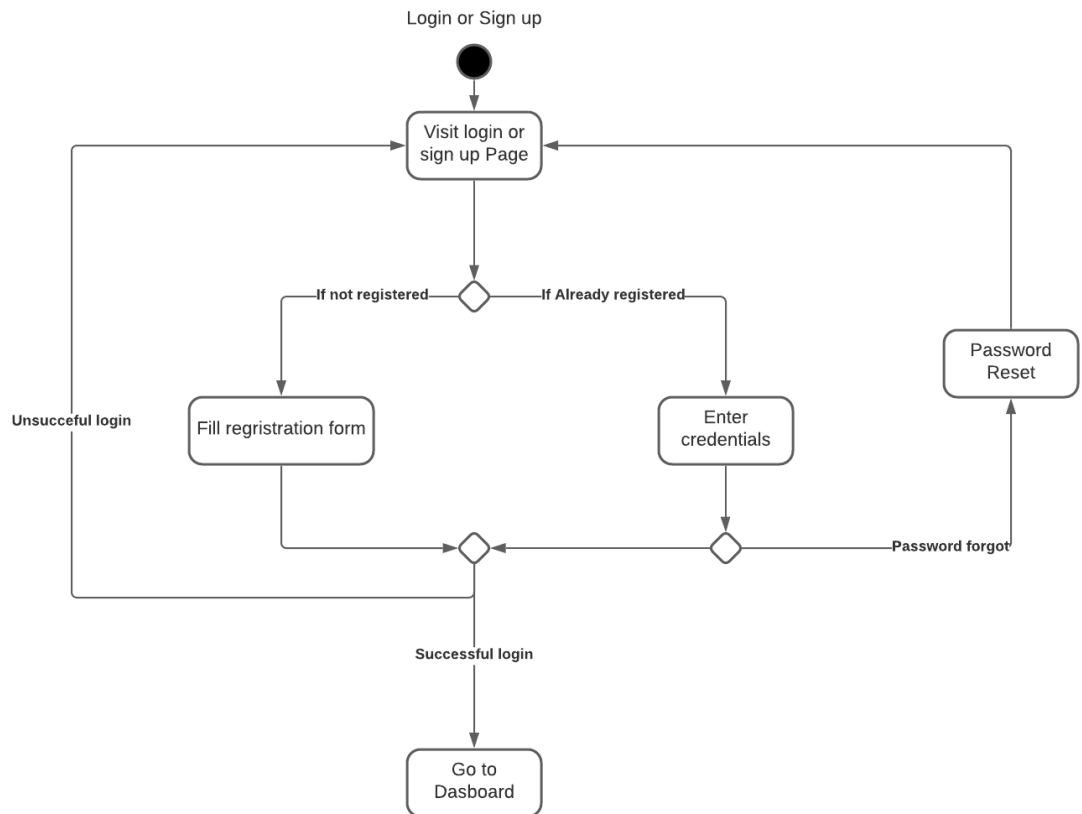 Login or Sign up
Visit login or
sign up Page
If not registered
If Already registered
Password
Reset
Unsucceful login
Fill regristration form
Enter
credentials
Password forgot
Successful login
Go to
Dasboard